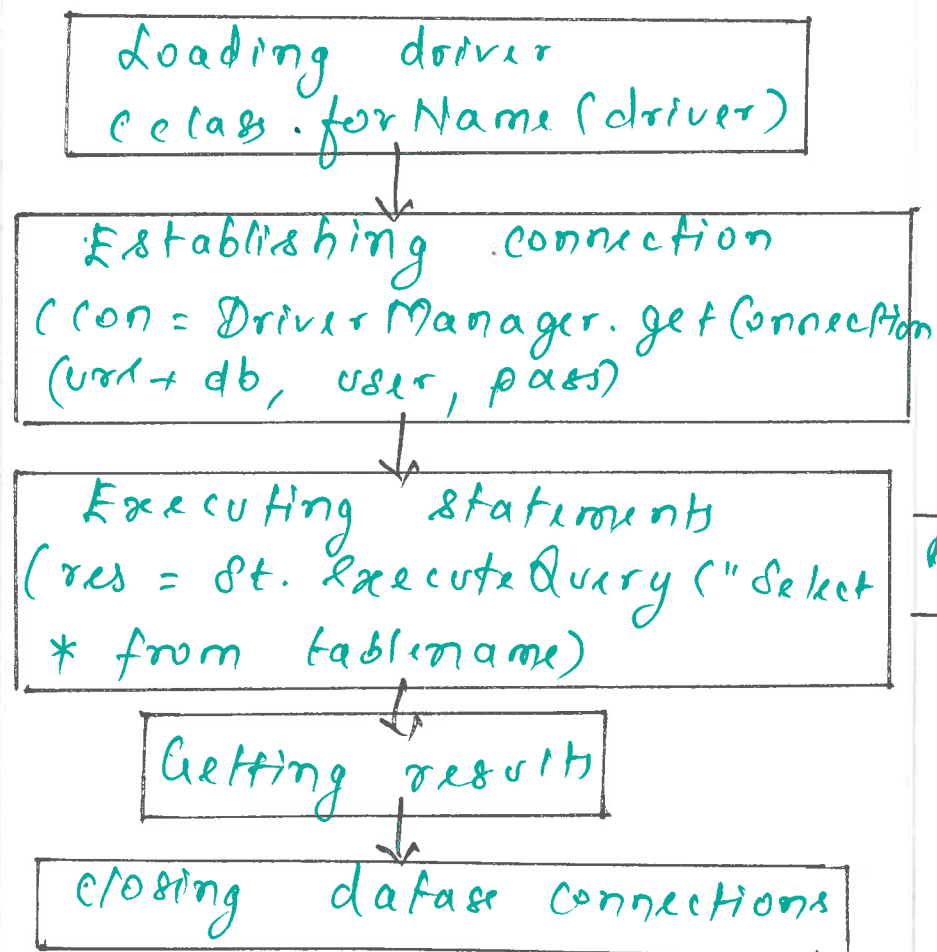 Loading driver
(class.forName (driver)
Establishing connection
(con = DriverManager.getConnection
(url + db, user, pass)
Executing statements
(res = st.executeQuery ("Select
* from tablename)
Getting results
closing datase connections